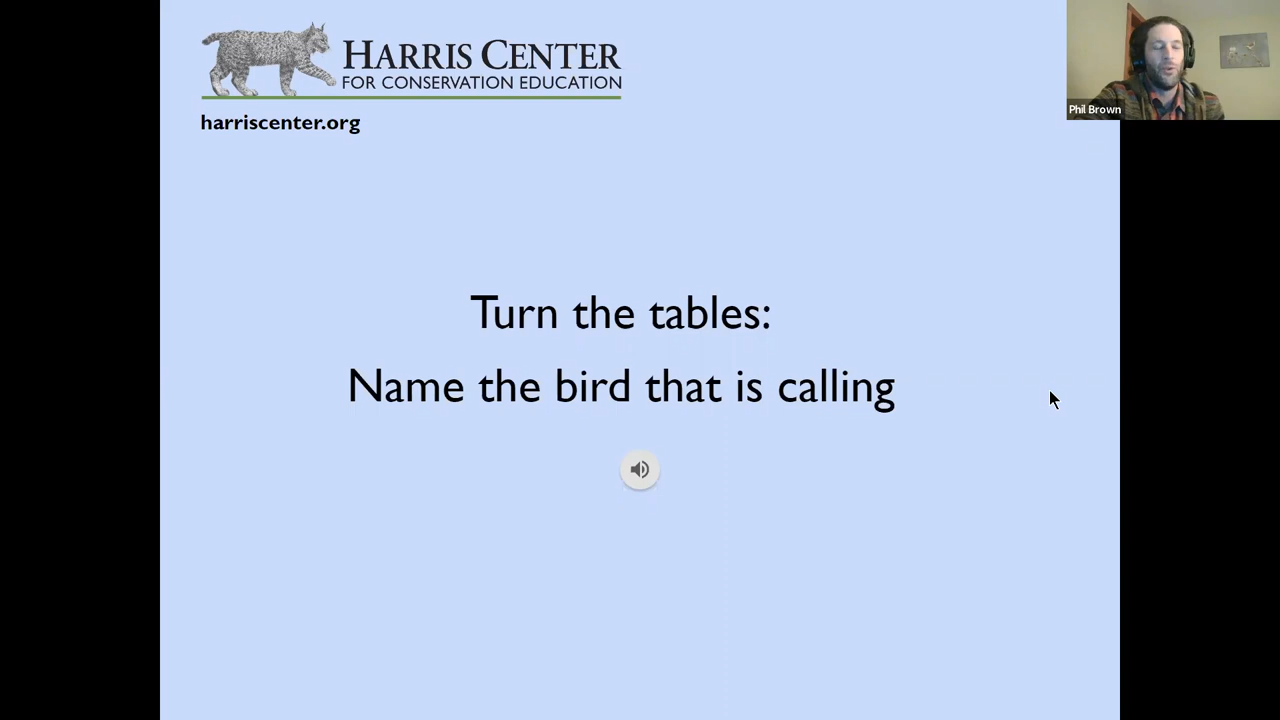 HARRIS CENTER
FOR CONSERVATION EDUCATION
harriscenter.org
Phil Brown
Turn the tables:
Name the bird that is calling